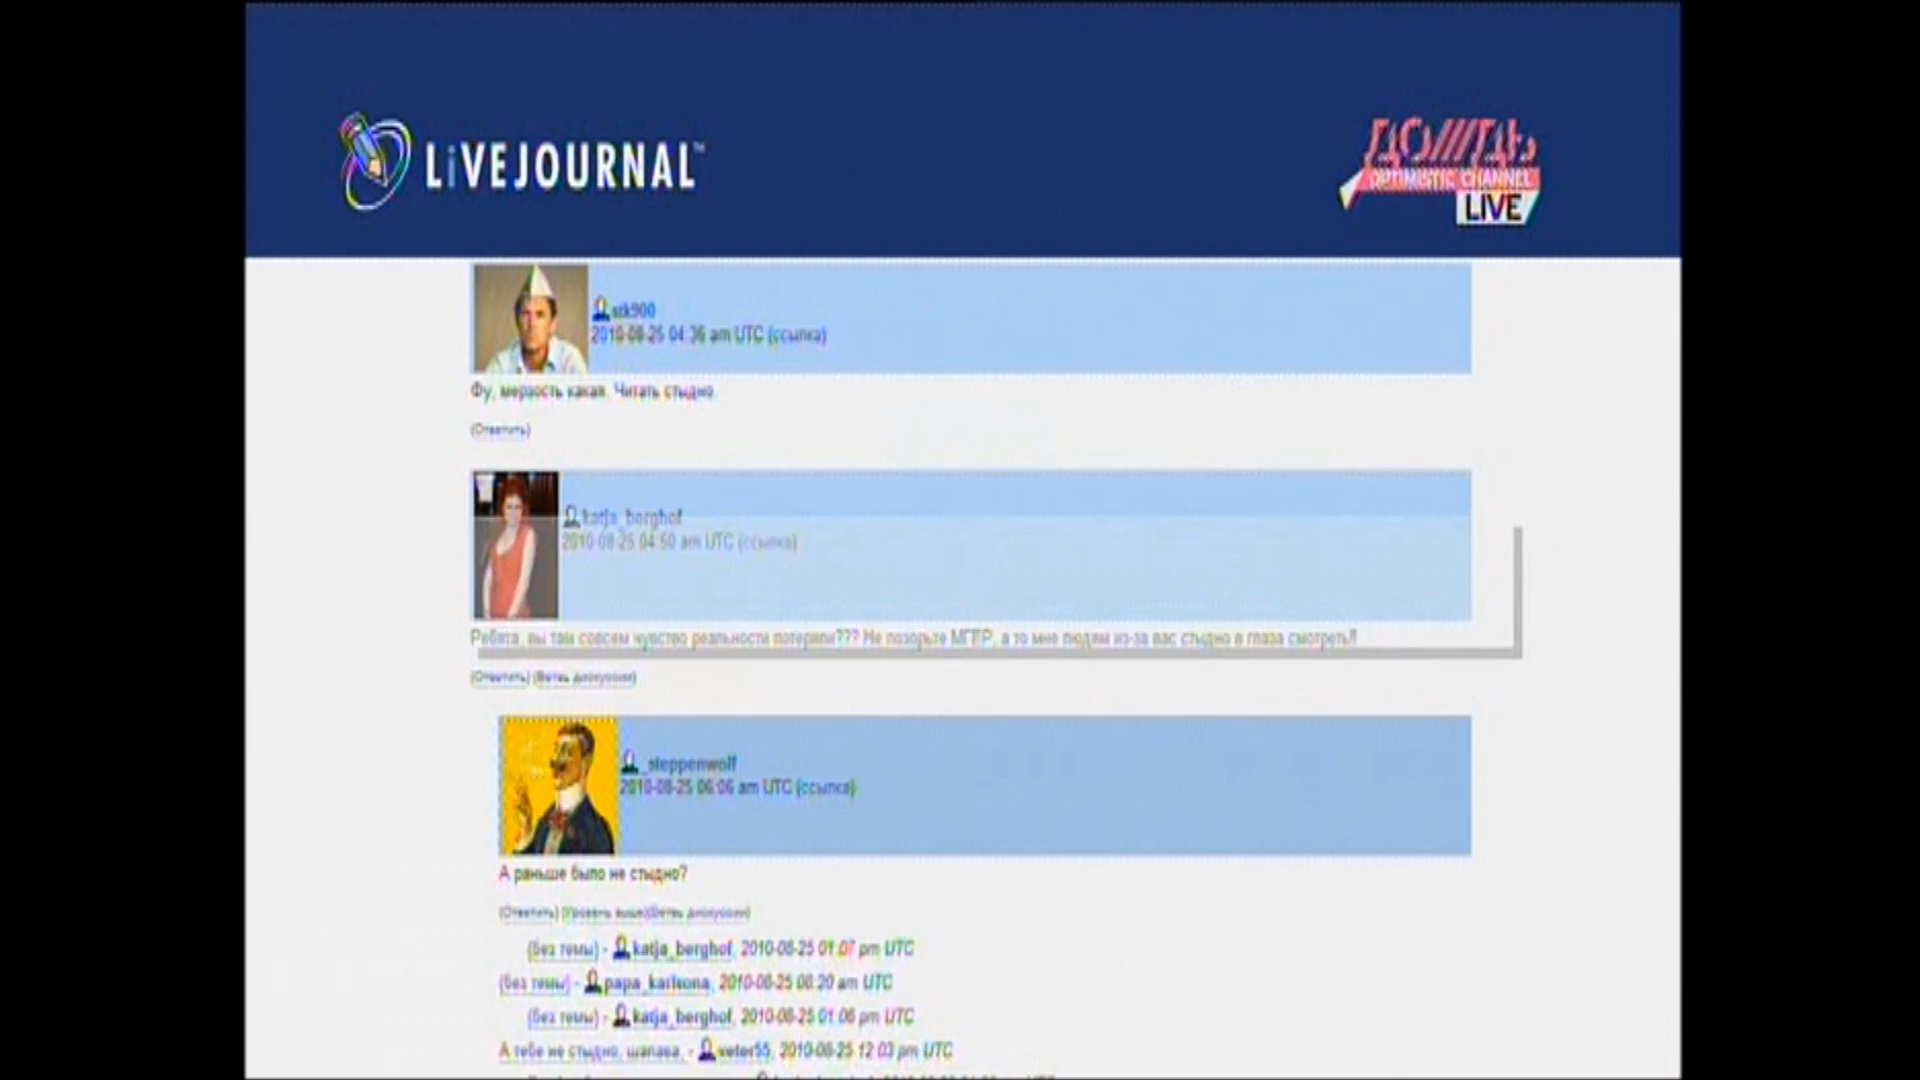 LiVEJOURNAL™
ДОЖДЬ
OPTIMISTIC CHANNEL
LIVE
stk900
2010-08-25 04:36 am UTC (ссылка)
Фу, мерзость какая. Читать стыдно.
(Ответить)
katja_berghof
2010-08-25 04:50 am UTC (ссылка)
Ребята, вы там совсем чувство реальности потеряли??? Не позорьте МГПР, а то мне людям из-за вас стыдно в глаза смотреть!!
(Ответить) (Ветвь дискуссии)
_steppenwolf
2010-08-25 06:06 am UTC (ссылка)
А раньше было не стыдно?
(Ответить) (Уровень выше)(Ветвь дискуссии)
(без темы) - katja_berghof, 2010-08-25 01:07 pm UTC
(без темы) - papa_karlsona, 2010-08-25 08:20 am UTC
(без темы) - katja_berghof, 2010-08-25 01:06 pm UTC
А тебе не стыдно, шалава, - veter55, 2010-08-25 12:03 pm UTC